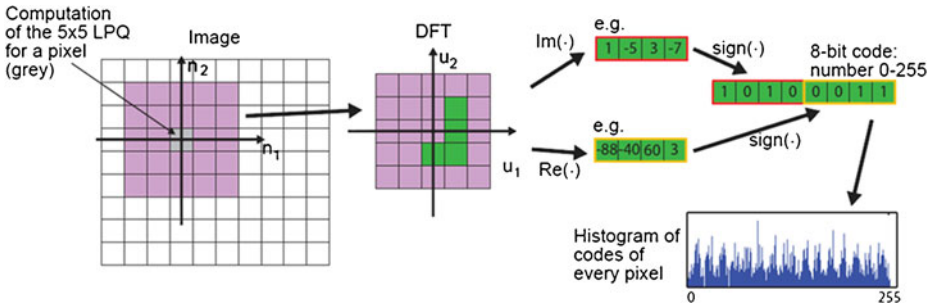 Computation
of the 5x5 LPQ
for a pixel
(grey)
Image
n2
n1
DFT
u2
u1
Im(·)
e.g.
1 -5 3 -7
sign(·)
Re(·)
e.g.
-88 -40 60 3
sign(·)
8-bit code:
number 0-255
1 0 1 0 0 0 1 1
Histogram of
codes of
every pixel
0 255